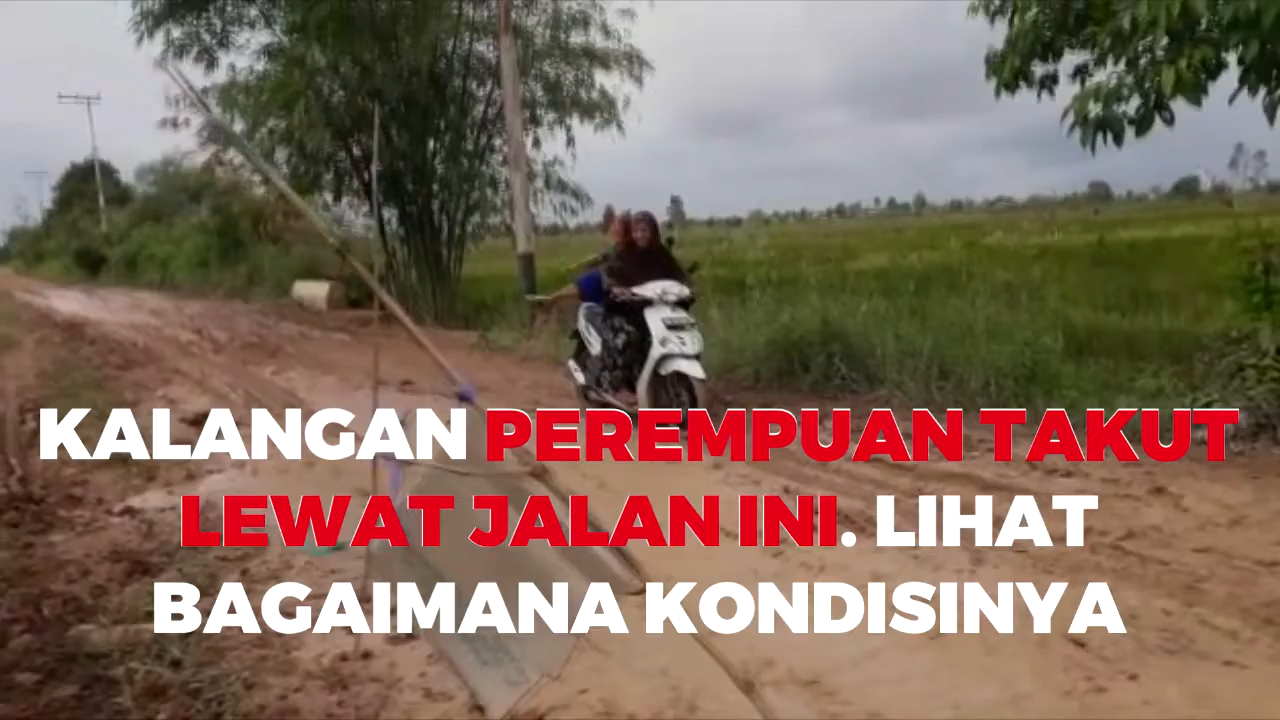 KALANGAN PEREMPUAN TAKUT
LEWAT JALAN INI. LIHAT
BAGAIMANA KONDISINYA